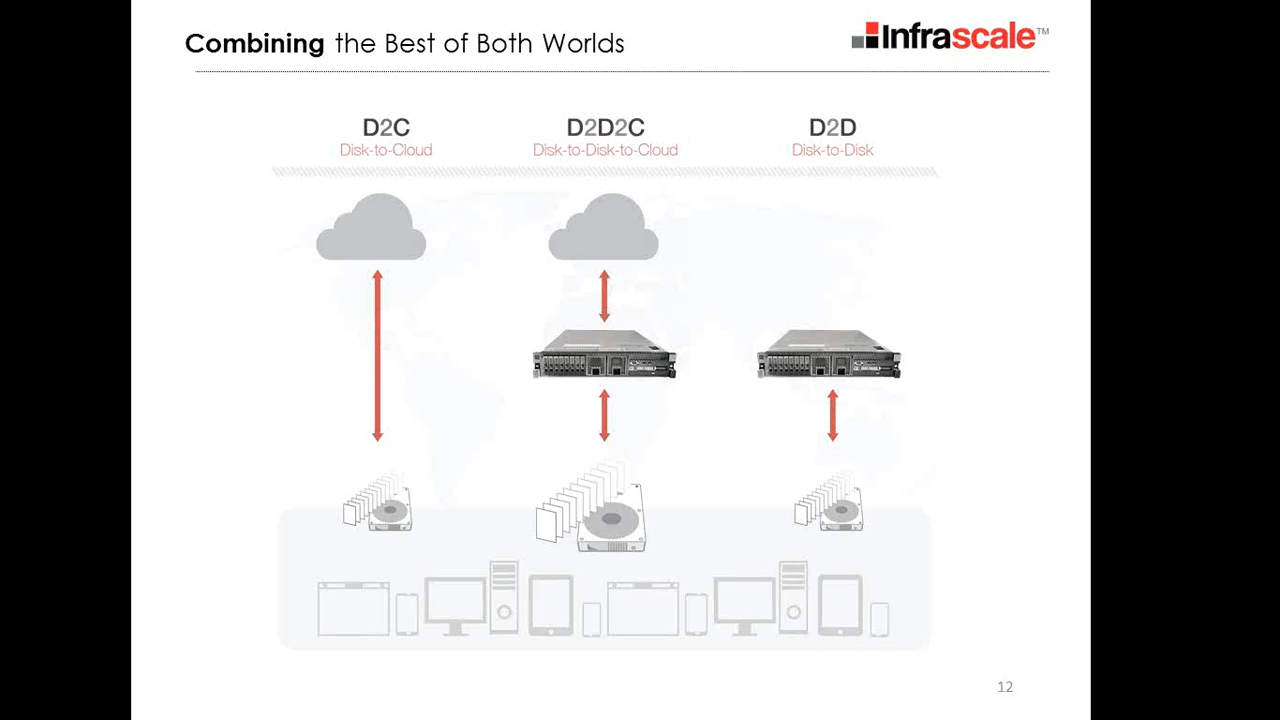 Combining the Best of Both Worlds
Infrascale™
D2C
Disk-to-Cloud
D2D2C
Disk-to-Disk-to-Cloud
D2D
Disk-to-Disk
12